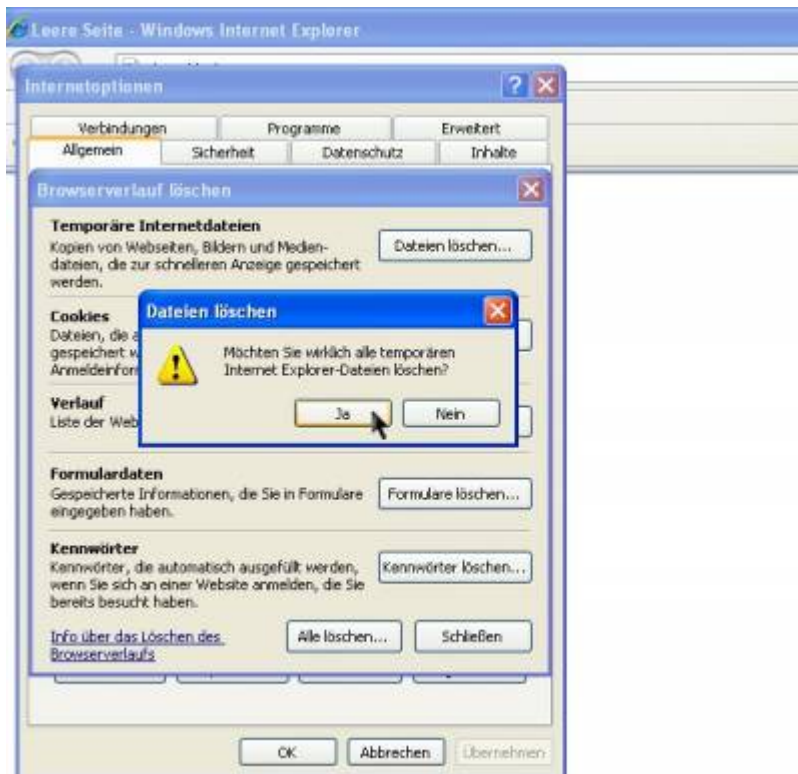 Leere Seite - Windows Internet Explorer
Internetoptionen
Verbindungen Programme Erweitert
Allgemein Sicherheit Datenschutz Inhalte
Browserverlauf löschen
Temporäre Internetdateien
Kopien von Webseiten, Bildern und Medien-
dateien, die zur schnelleren Anzeige gespeichert
werden.
Dateien löschen...
Cookies
Dateien, die
gespeichert
Verlauf
Liste der
Dateien löschen
Möchten Sie wirklich alle temporären
Internet Explorer-Dateien löschen?
Ja Nein
Formulardaten
Gespeicherte Informationen, die Sie in Formulare
eingegeben haben.
Formulare löschen...
Kennwörter
Kennwörter, die automatisch ausgefüllt werden,
wenn Sie sich an einer Website anmelden, die Sie
bereits besucht haben.
Kennwörter löschen...
Info über das Löschen des
Browserverlaufs
Alle löschen... Schließen
OK Abbrechen Übernehmen